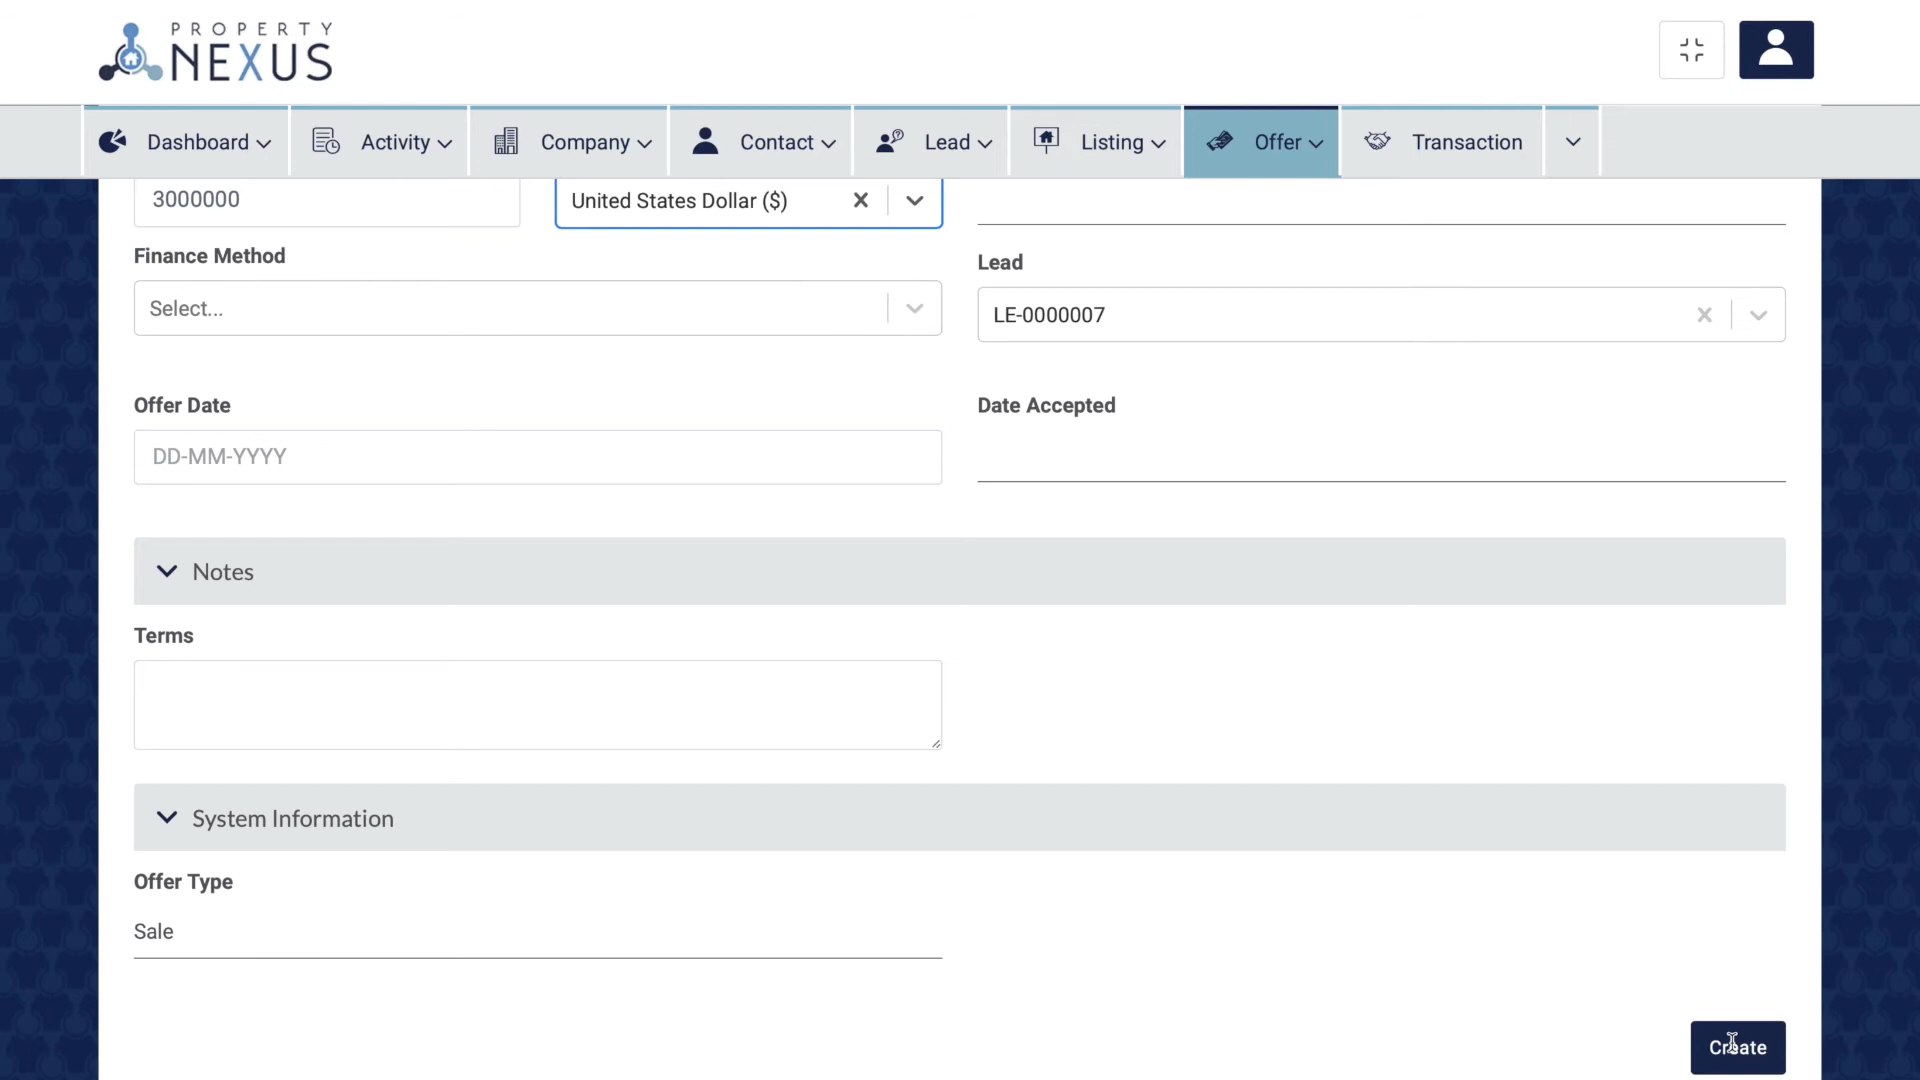 PROPERTY
NEXUS
Dashboard
Activity
Company
Contact
Lead
Listing
Offer
Transaction
3000000
United States Dollar ($)
Finance Method
Select...
Lead
LE-0000007
Offer Date
DD-MM-YYYY
Date Accepted
Notes
Terms
System Information
Offer Type
Sale
Create